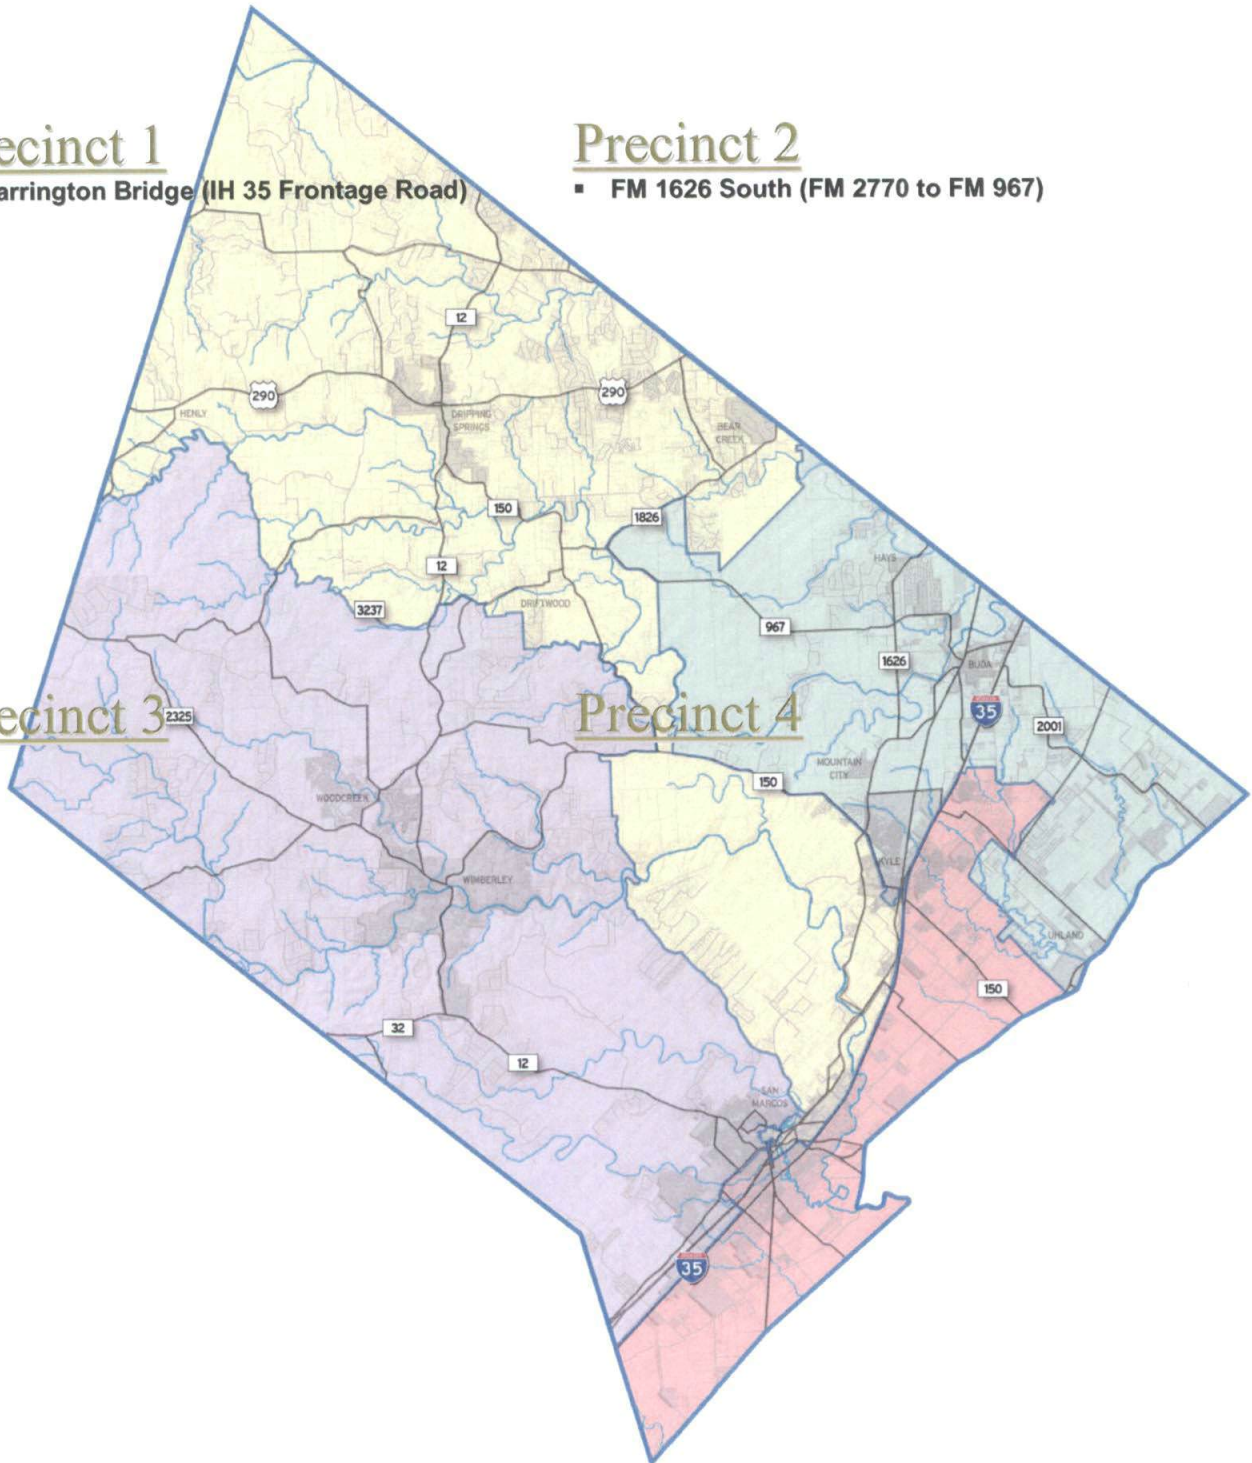 ecinct 1
Precinct 2
arrington Bridge (IH 35 Frontage Road)
▪ FM 1626 South (FM 2770 to FM 967)
12
290
290
HENLY
DRIPPING
SPRINGS
BEAR
CREEK
150
1826
HAYS
12
3237
DRIFTWOOD
967
1626
BUDA
ecinct 3
2325
Precinct 4
35
2001
MOUNTAIN
CITY
150
WOODCREEK
KYLE
WIMBERLEY
UHLAND
150
32
12
SAN
MARCOS
35